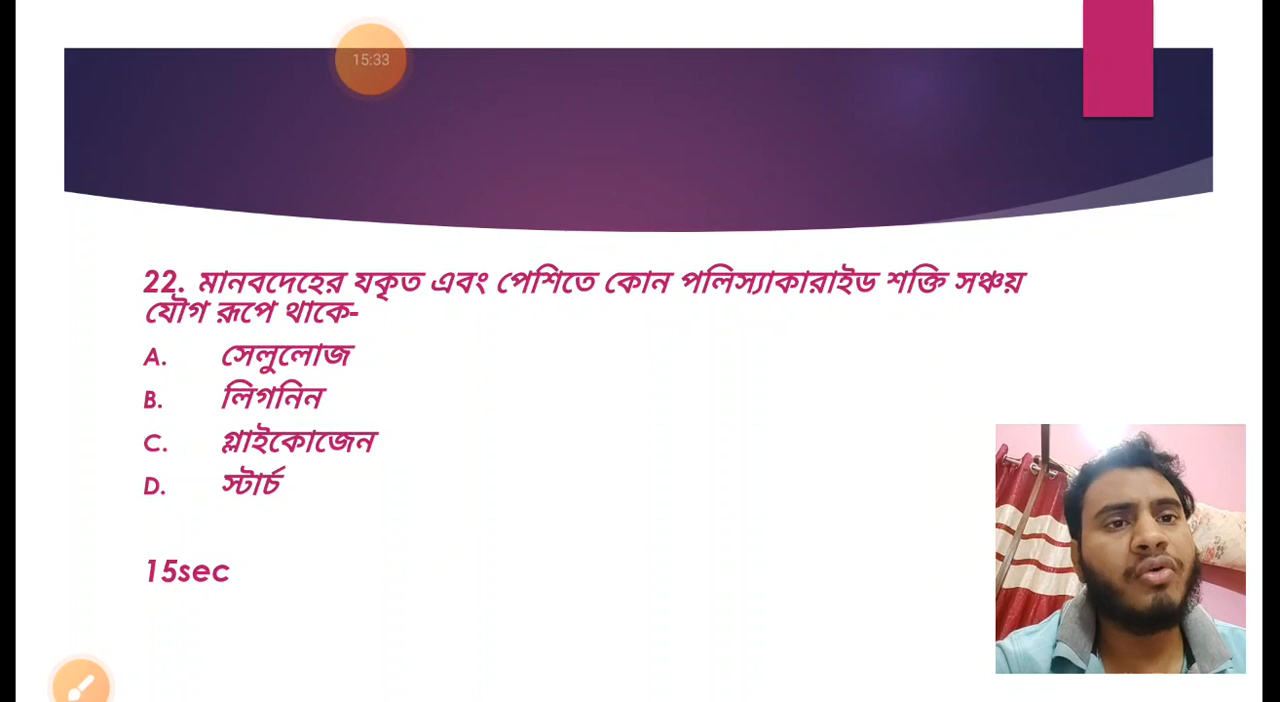 15:33
22. মানবদেহের যকৃত এবং পেশিতে কোন পলিস্যাকারাইড শক্তি সঞ্চয়
যৌগ রূপে থাকে-
A. সেলুলোজ
B. লিগনিন
C. গ্লাইকোজেন
D. স্টার্চ
15sec